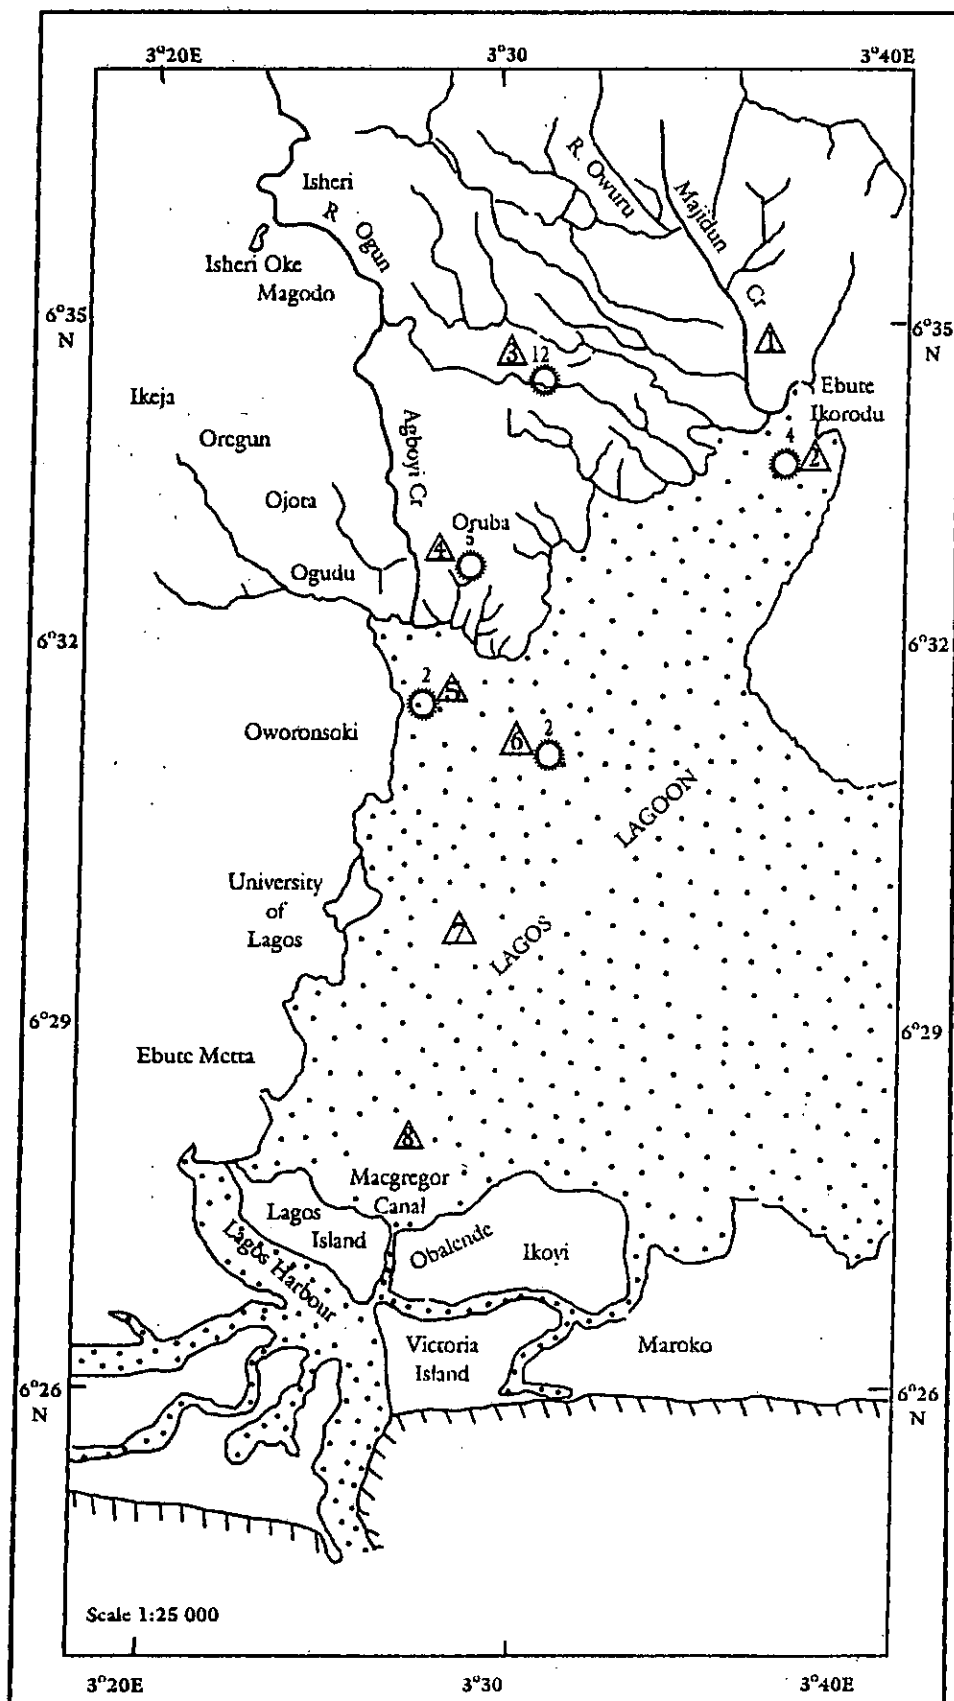 3°20E
3°30
3°40E
R. Owuru
Isheri
R Ogun
Majidun
Cr
Isheri Oke
Magodo
6°35
N
6°35
N
1
3
12
Ikeja
Ebute
Ikorodu
Oregun
Agboyi Cr
4
2
Ojota
Oruba
4
5
Ogudu
6°32
6°32
2
5
Oworonsoki
6
2
LAGOON
University
of
Lagos
7
LAGOS
6°29
6°29
Ebute Metta
8
Macgregor
Canal
Lagos
Island
Obalende
Ikoyi
Lagos Harbour
Victoria
Island
Maroko
6°26
N
6°26
N
Scale 1:25 000
3°20E
3°30
3°40E